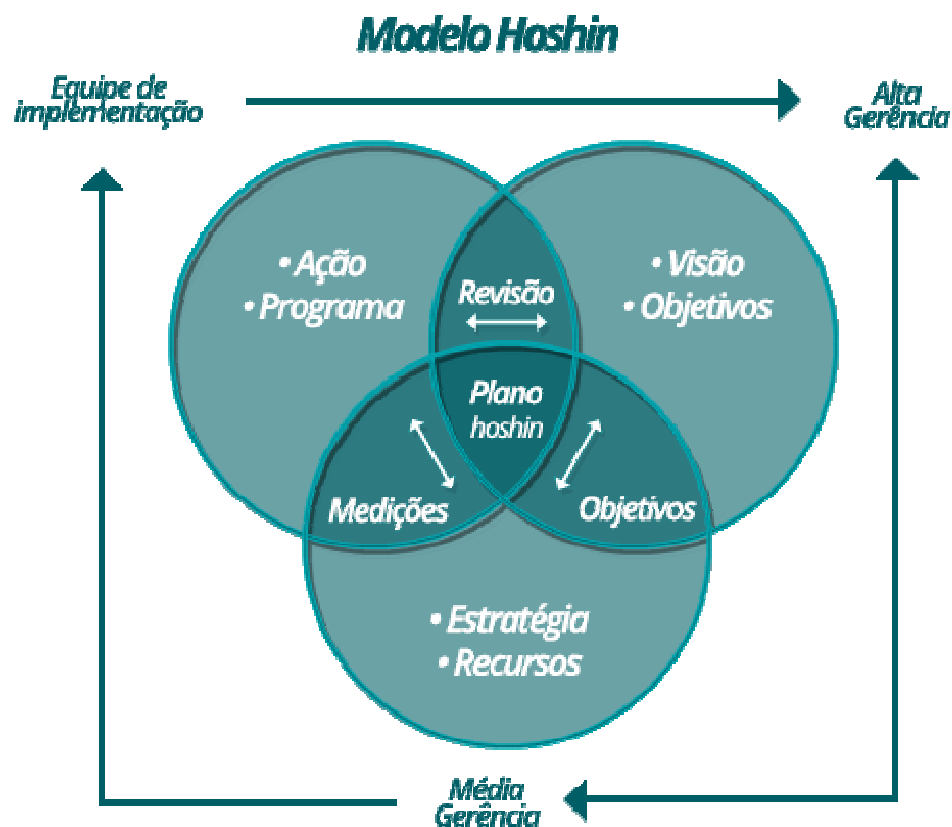 Modelo Hoshin
Equipe de
implementação
Alta
Gerência
• Ação
• Programa
Revisão
• Visão
• Objetivos
Plano
hoshin
Medições
Objetivos
• Estratégia
• Recursos
Média
Gerência